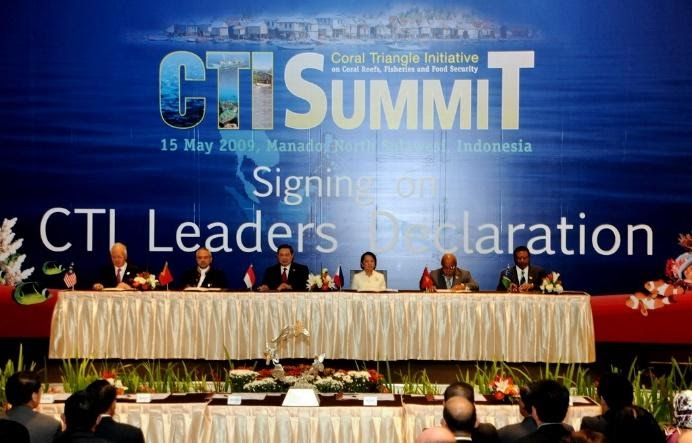 CTI SUMMIT
Coral Triangle Initiative
on Coral Reefs, Fisheries and Food Security
15 May 2009, Manado, North Sulawesi, Indonesia
Signing on
CTI Leaders Declaration